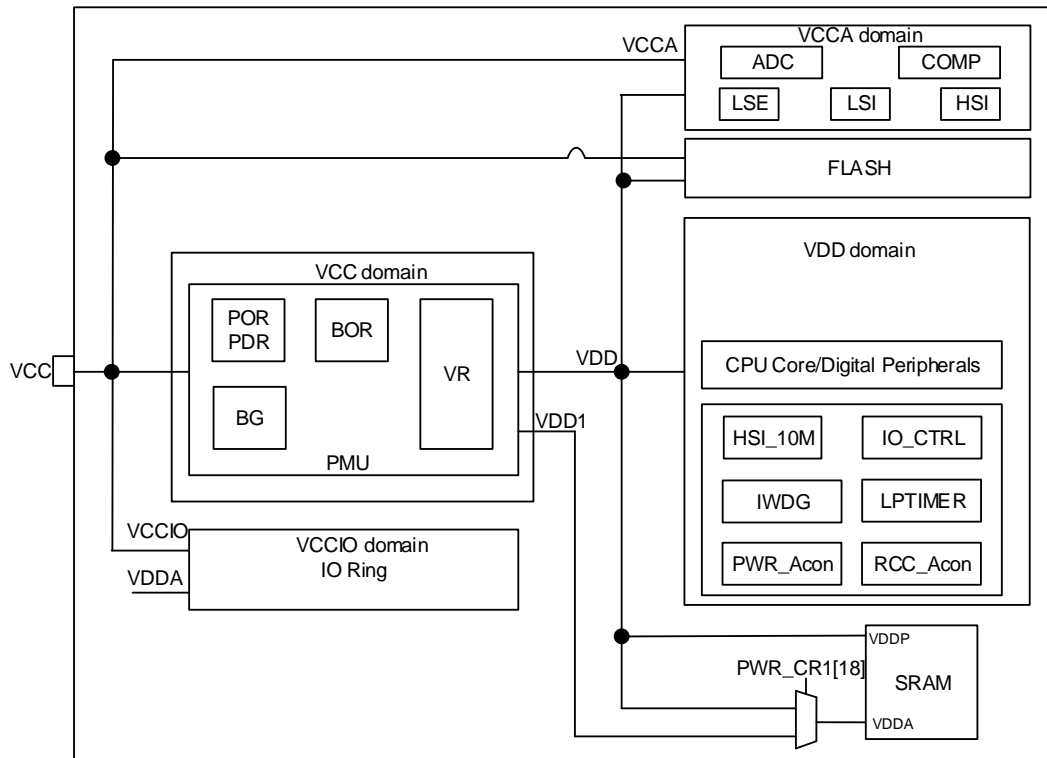 VCCA domain
VCCA
ADC
COMP
LSE
LSI
HSI
FLASH
VDD domain
VCC domain
POR
PDR
BOR
VR
VCC
VDD
CPU Core/Digital Peripherals
BG
VDD1
HSI_10M
IO_CTRL
PMU
IWDG
LPTIMER
VCCIO
VCCIO domain
IO Ring
VDDA
PWR_Acon
RCC_Acon
VDDP
PWR_CR1[18]
SRAM
VDDA